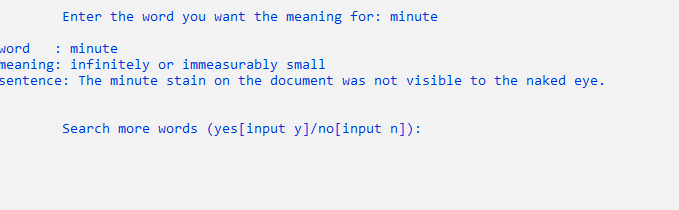 Enter the word you want the meaning for: minute
word   : minute
meaning: infinitely or immeasurably small
sentence: The minute stain on the document was not visible to the naked eye.
Search more words (yes[input y]/no[input n]):